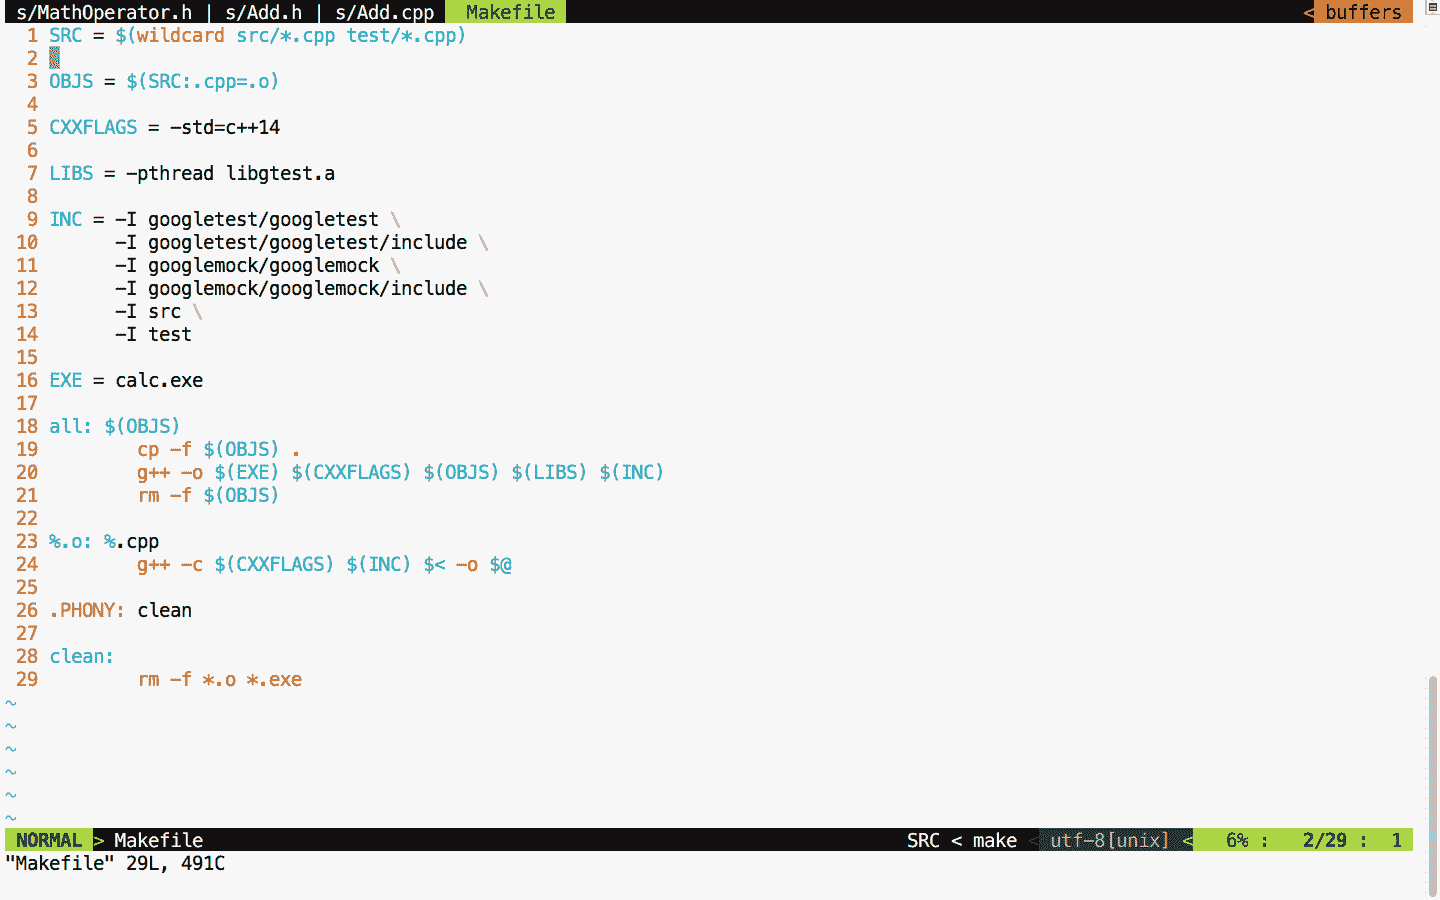 s/MathOperator.h | s/Add.h | s/Add.cpp Makefile < buffers
1 SRC = $(wildcard src/*.cpp test/*.cpp)
2
3 OBJS = $(SRC:.cpp=.o)
4
5 CXXFLAGS = -std=c++14
6
7 LIBS = -pthread libgtest.a
8
9 INC = -I googletest/googletest \
10       -I googletest/googletest/include \
11       -I googlemock/googlemock \
12       -I googlemock/googlemock/include \
13       -I src \
14       -I test
15
16 EXE = calc.exe
17
18 all: $(OBJS)
19         cp -f $(OBJS) .
20         g++ -o $(EXE) $(CXXFLAGS) $(OBJS) $(LIBS) $(INC)
21         rm -f $(OBJS)
22
23 %.o: %.cpp
24         g++ -c $(CXXFLAGS) $(INC) $< -o $@
25
26 .PHONY: clean
27
28 clean:
29         rm -f *.o *.exe
~
~
~
~
~
~
NORMAL > Makefile SRC < make < utf-8[unix] < 6% : 2/29 : 1
"Makefile" 29L, 491C